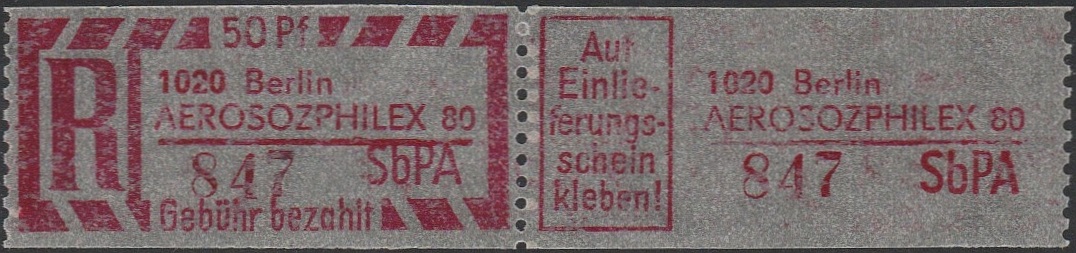 50 Pf
R
1020 Berlin
AEROSOZPHILEX 80
847 SbPA
Gebühr bezahlt
Auf
Einlie-
ferungs-
schein
kleben!
1020 Berlin
AEROSOZPHILEX 80
847 SbPA